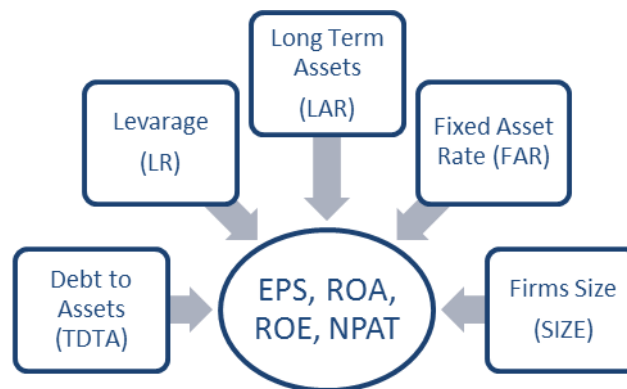 Long Term
Assets
(LAR)
Levarage
(LR)
Fixed Asset
Rate (FAR)
Debt to
Assets
(TDTA)
EPS, ROA,
ROE, NPAT
Firms Size
(SIZE)